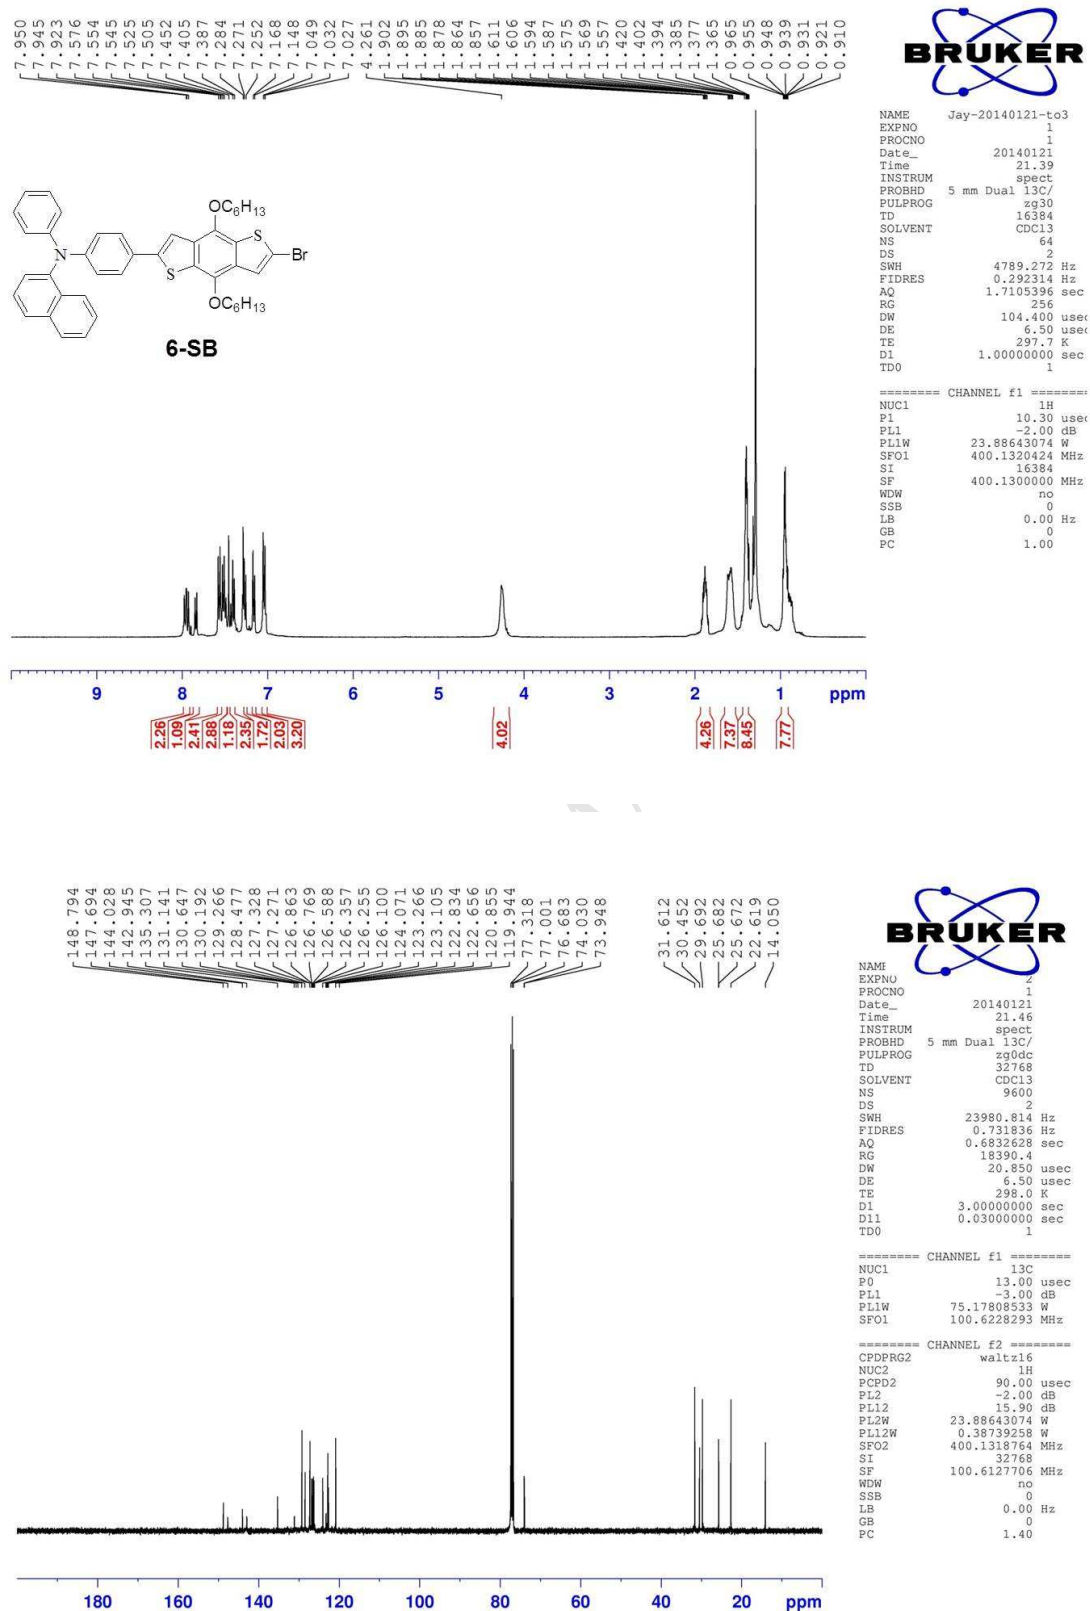 7.950
7.945
7.923
7.576
7.554
7.545
7.525
7.505
7.452
7.405
7.387
7.284
7.271
7.252
7.168
7.148
7.049
7.032
7.027
4.261
1.902
1.895
1.885
1.878
1.864
1.857
1.611
1.606
1.594
1.587
1.575
1.569
1.557
1.420
1.402
1.394
1.385
1.377
1.365
0.965
0.955
0.948
0.939
0.931
0.921
0.910
BRUKER
NAME Jay-20140121-to3
EXPNO 1
PROCNO 1
Date_ 20140121
Time 21.39
INSTRUM spect
PROBHD 5 mm Dual 13C/
PULPROG zg30
TD 16384
SOLVENT CDCl3
NS 64
DS 2
SWH 4789.272 Hz
FIDRES 0.292314 Hz
AQ 1.7105396 sec
RG 256
DW 104.400 usec
DE 6.50 usec
TE 297.7 K
D1 1.00000000 sec
TD0 1
======== CHANNEL f1 ========
NUC1 1H
P1 10.30 usec
PL1 -2.00 dB
PL1W 23.88643074 W
SFO1 400.1320424 MHz
SI 16384
SF 400.1300000 MHz
WDW no
SSB 0
LB 0.00 Hz
GB 0
PC 1.00
OC6H13
S
Br
N
S
OC6H13
6-SB
9 8 7 6 5 4 3 2 1 ppm
2.26
1.09
2.41
2.88
1.18
2.35
1.72
2.03
3.20
4.02
4.26
7.37
8.45
7.77
148.794
147.694
144.028
142.945
135.307
131.141
130.647
130.192
129.266
128.477
127.328
127.271
126.863
126.769
126.588
126.357
126.255
126.100
124.071
123.266
123.105
122.834
122.656
120.855
119.944
77.318
77.001
76.683
74.030
73.948
31.612
30.452
29.692
25.682
25.672
22.619
14.050
BRUKER
NAME
EXPNO 2
PROCNO 1
Date_ 20140121
Time 21.46
INSTRUM spect
PROBHD 5 mm Dual 13C/
PULPROG zg0dc
TD 32768
SOLVENT CDCl3
NS 9600
DS 2
SWH 23980.814 Hz
FIDRES 0.731836 Hz
AQ 0.6832628 sec
RG 18390.4
DW 20.850 usec
DE 6.50 usec
TE 298.0 K
D1 3.00000000 sec
D11 0.03000000 sec
TD0 1
======== CHANNEL f1 ========
NUC1 13C
P0 13.00 usec
PL1 -3.00 dB
PL1W 75.17808533 W
SFO1 100.6228293 MHz
======== CHANNEL f2 ========
CPDPRG2 waltz16
NUC2 1H
PCPD2 90.00 usec
PL2 -2.00 dB
PL12 15.90 dB
PL2W 23.88643074 W
PL12W 0.38739258 W
SFO2 400.1318764 MHz
SI 32768
SF 100.6127706 MHz
WDW no
SSB 0
LB 0.00 Hz
GB 0
PC 1.40
180 160 140 120 100 80 60 40 20 ppm